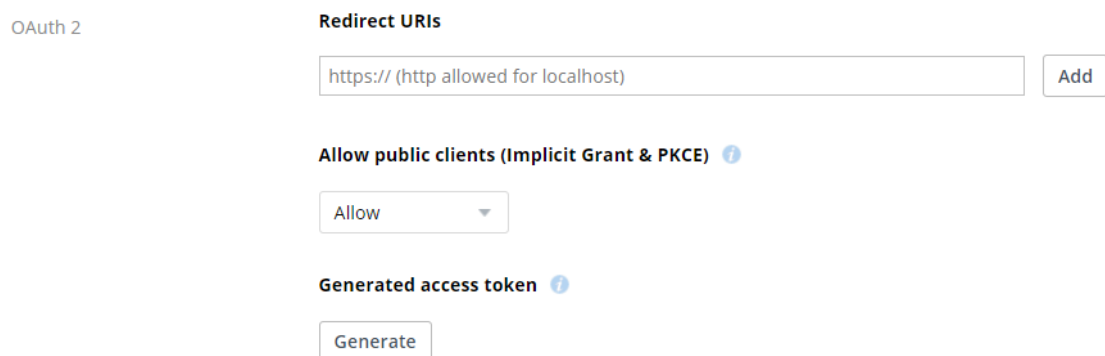 OAuth 2
Redirect URIs
https:// (http allowed for localhost)
Add
Allow public clients (Implicit Grant & PKCE)
Allow
Generated access token
Generate